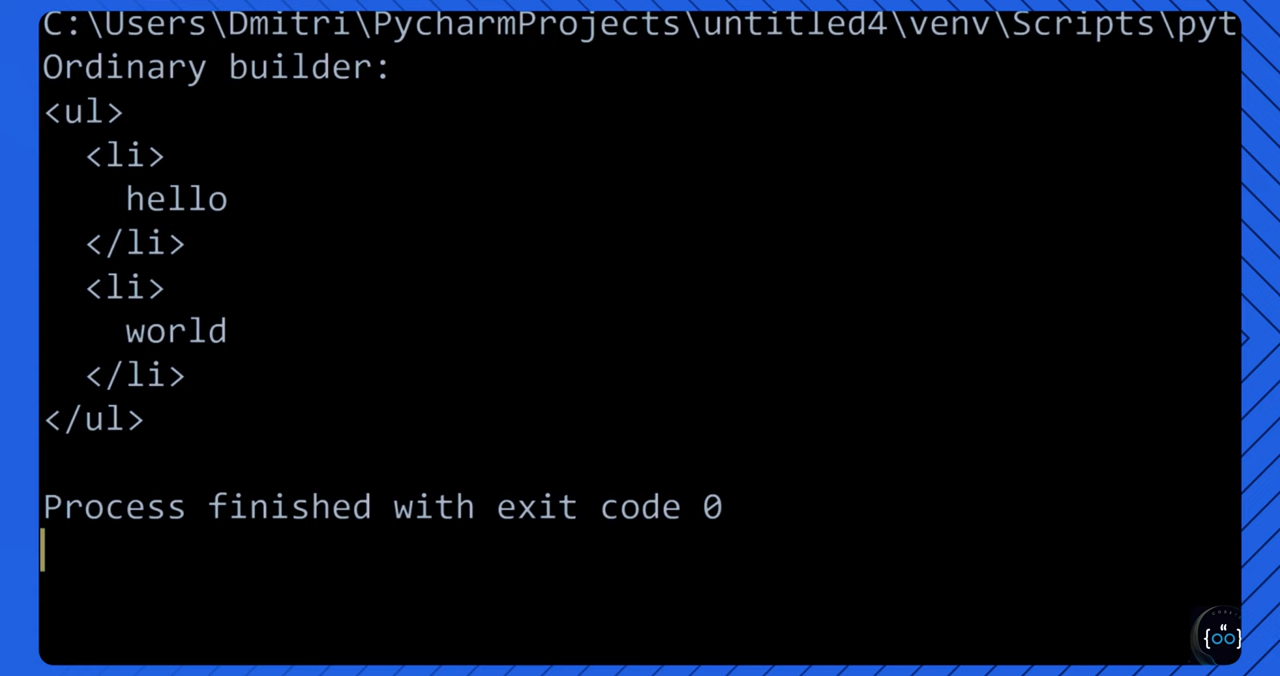 C:\Users\Dmitri\PycharmProjects\untitled4\venv\Scripts\pyt
Ordinary builder:
<ul>
  <li>
    hello
  </li>
  <li>
    world
  </li>
</ul>
Process finished with exit code 0
{oo}